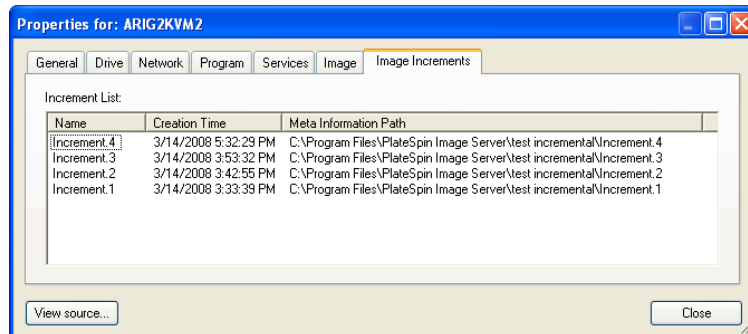 Properties for: ARIG2KVM2
General Drive Network Program Services Image Image Increments
Increment List:
Name Creation Time Meta Information Path
Increment.4 3/14/2008 5:32:29 PM C:\Program Files\PlateSpin Image Server\test incremental\Increment.4
Increment.3 3/14/2008 3:53:32 PM C:\Program Files\PlateSpin Image Server\test incremental\Increment.3
Increment.2 3/14/2008 3:42:55 PM C:\Program Files\PlateSpin Image Server\test incremental\Increment.2
Increment.1 3/14/2008 3:33:39 PM C:\Program Files\PlateSpin Image Server\test incremental\Increment.1
View source... Close